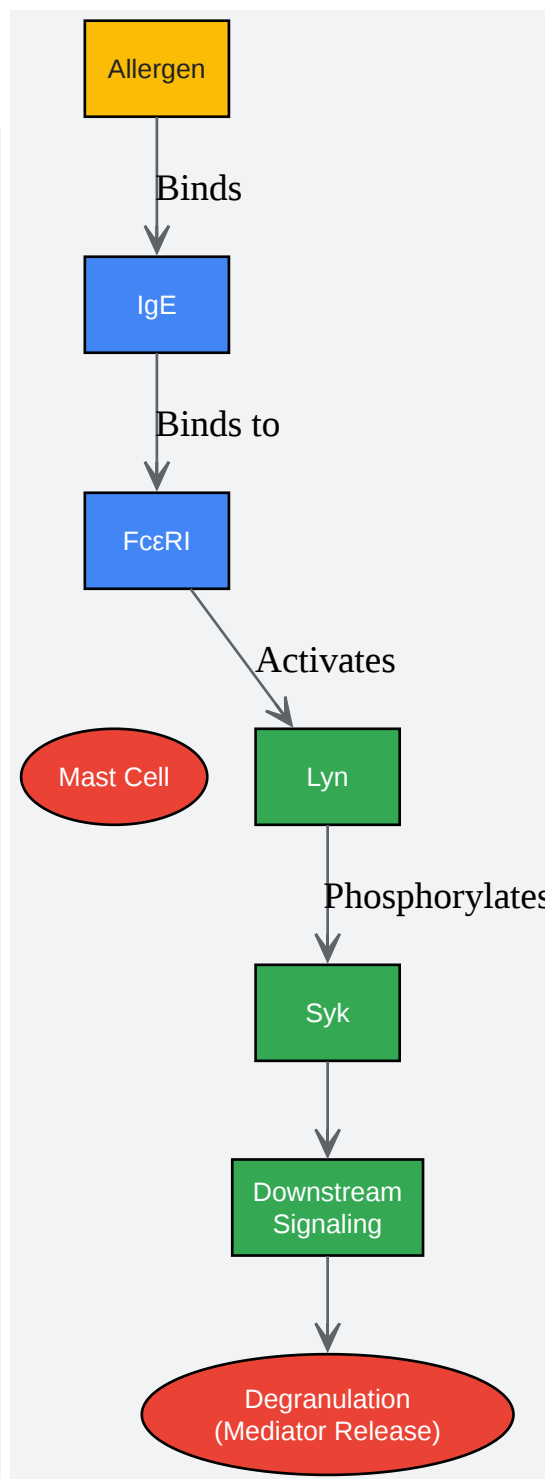 Allergen
Binds
IgE
Binds to
FcεRI
Activates
Mast Cell
Lyn
Phosphorylates
Syk
Downstream
Signaling
Degranulation
(Mediator Release)